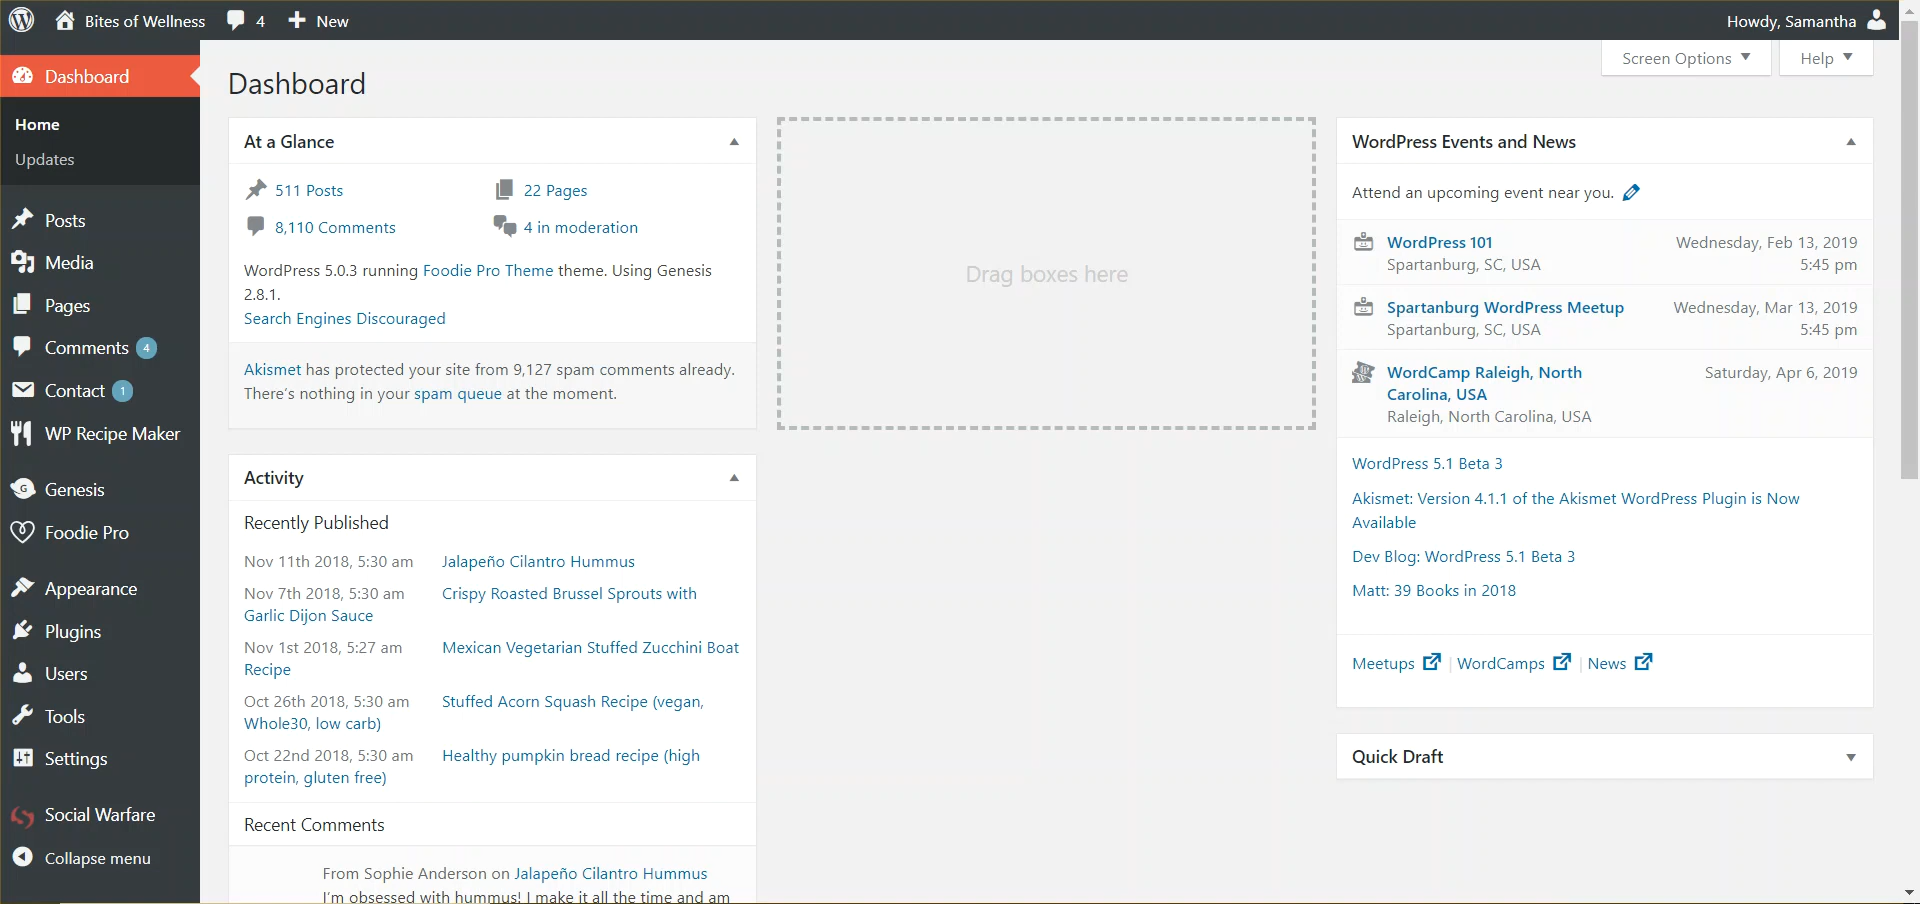 Bites of Wellness 4 New Howdy, Samantha
Screen Options Help
Dashboard
Home
Updates
Posts
Media
Pages
Comments 4
Contact 1
WP Recipe Maker
Genesis
Foodie Pro
Appearance
Plugins
Users
Tools
Settings
Social Warfare
Collapse menu
Dashboard
At a Glance
511 Posts 22 Pages
8,110 Comments 4 in moderation
WordPress 5.0.3 running Foodie Pro Theme theme. Using Genesis
2.8.1.
Search Engines Discouraged
Akismet has protected your site from 9,127 spam comments already.
There's nothing in your spam queue at the moment.
Activity
Recently Published
Nov 11th 2018, 5:30 am Jalapeño Cilantro Hummus
Nov 7th 2018, 5:30 am Crispy Roasted Brussel Sprouts with
Garlic Dijon Sauce
Nov 1st 2018, 5:27 am Mexican Vegetarian Stuffed Zucchini Boat
Recipe
Oct 26th 2018, 5:30 am Stuffed Acorn Squash Recipe (vegan,
Whole30, low carb)
Oct 22nd 2018, 5:30 am Healthy pumpkin bread recipe (high
protein, gluten free)
Recent Comments
From Sophie Anderson on Jalapeño Cilantro Hummus
I'm obsessed with hummus! I make it all the time and am
Drag boxes here
WordPress Events and News
Attend an upcoming event near you.
WordPress 101 Wednesday, Feb 13, 2019
Spartanburg, SC, USA 5:45 pm
Spartanburg WordPress Meetup Wednesday, Mar 13, 2019
Spartanburg, SC, USA 5:45 pm
WordCamp Raleigh, North Saturday, Apr 6, 2019
Carolina, USA
Raleigh, North Carolina, USA
WordPress 5.1 Beta 3
Akismet: Version 4.1.1 of the Akismet WordPress Plugin is Now
Available
Dev Blog: WordPress 5.1 Beta 3
Matt: 39 Books in 2018
Meetups | WordCamps | News
Quick Draft